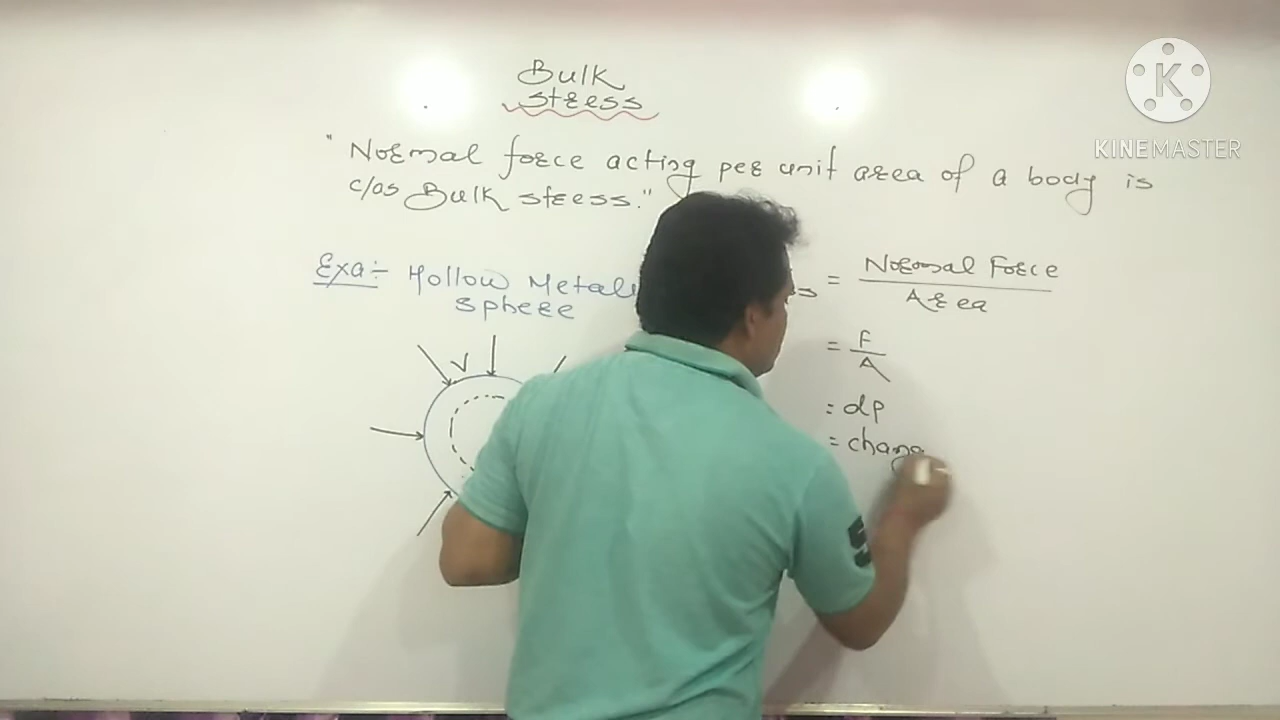 Bulk
stress
"Normal force acting per unit area of a body is
c/as Bulk stress."
Exa:- Hollow Metal
sphere
= Normal Force
Area
= F
A
= dp
= chang
V
KINEMASTER